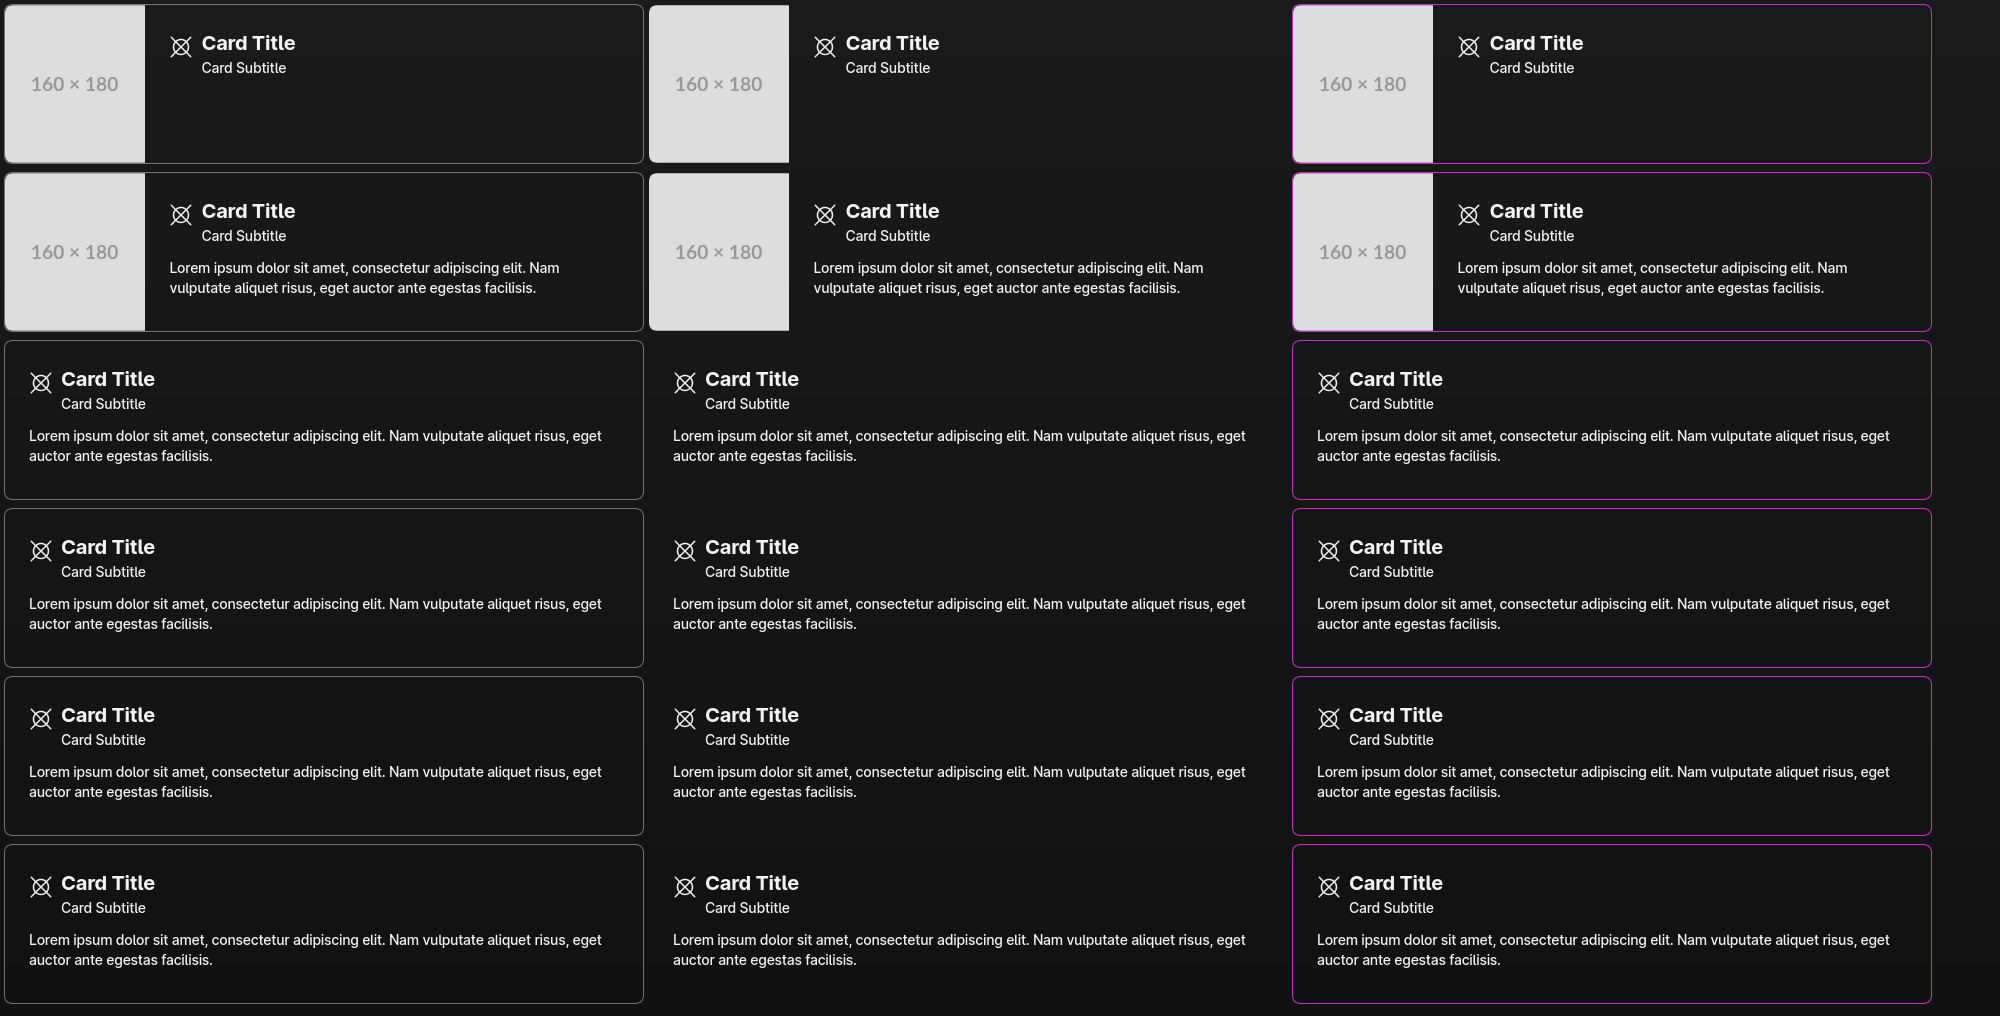 160 × 180
Card Title
Card Subtitle
160 × 180
Card Title
Card Subtitle
160 × 180
Card Title
Card Subtitle
160 × 180
Card Title
Card Subtitle
Lorem ipsum dolor sit amet, consectetur adipiscing elit. Nam
vulputate aliquet risus, eget auctor ante egestas facilisis.
160 × 180
Card Title
Card Subtitle
Lorem ipsum dolor sit amet, consectetur adipiscing elit. Nam
vulputate aliquet risus, eget auctor ante egestas facilisis.
160 × 180
Card Title
Card Subtitle
Lorem ipsum dolor sit amet, consectetur adipiscing elit. Nam
vulputate aliquet risus, eget auctor ante egestas facilisis.
Card Title
Card Subtitle
Lorem ipsum dolor sit amet, consectetur adipiscing elit. Nam vulputate aliquet risus, eget
auctor ante egestas facilisis.
Card Title
Card Subtitle
Lorem ipsum dolor sit amet, consectetur adipiscing elit. Nam vulputate aliquet risus, eget
auctor ante egestas facilisis.
Card Title
Card Subtitle
Lorem ipsum dolor sit amet, consectetur adipiscing elit. Nam vulputate aliquet risus, eget
auctor ante egestas facilisis.
Card Title
Card Subtitle
Lorem ipsum dolor sit amet, consectetur adipiscing elit. Nam vulputate aliquet risus, eget
auctor ante egestas facilisis.
Card Title
Card Subtitle
Lorem ipsum dolor sit amet, consectetur adipiscing elit. Nam vulputate aliquet risus, eget
auctor ante egestas facilisis.
Card Title
Card Subtitle
Lorem ipsum dolor sit amet, consectetur adipiscing elit. Nam vulputate aliquet risus, eget
auctor ante egestas facilisis.
Card Title
Card Subtitle
Lorem ipsum dolor sit amet, consectetur adipiscing elit. Nam vulputate aliquet risus, eget
auctor ante egestas facilisis.
Card Title
Card Subtitle
Lorem ipsum dolor sit amet, consectetur adipiscing elit. Nam vulputate aliquet risus, eget
auctor ante egestas facilisis.
Card Title
Card Subtitle
Lorem ipsum dolor sit amet, consectetur adipiscing elit. Nam vulputate aliquet risus, eget
auctor ante egestas facilisis.
Card Title
Card Subtitle
Lorem ipsum dolor sit amet, consectetur adipiscing elit. Nam vulputate aliquet risus, eget
auctor ante egestas facilisis.
Card Title
Card Subtitle
Lorem ipsum dolor sit amet, consectetur adipiscing elit. Nam vulputate aliquet risus, eget
auctor ante egestas facilisis.
Card Title
Card Subtitle
Lorem ipsum dolor sit amet, consectetur adipiscing elit. Nam vulputate aliquet risus, eget
auctor ante egestas facilisis.